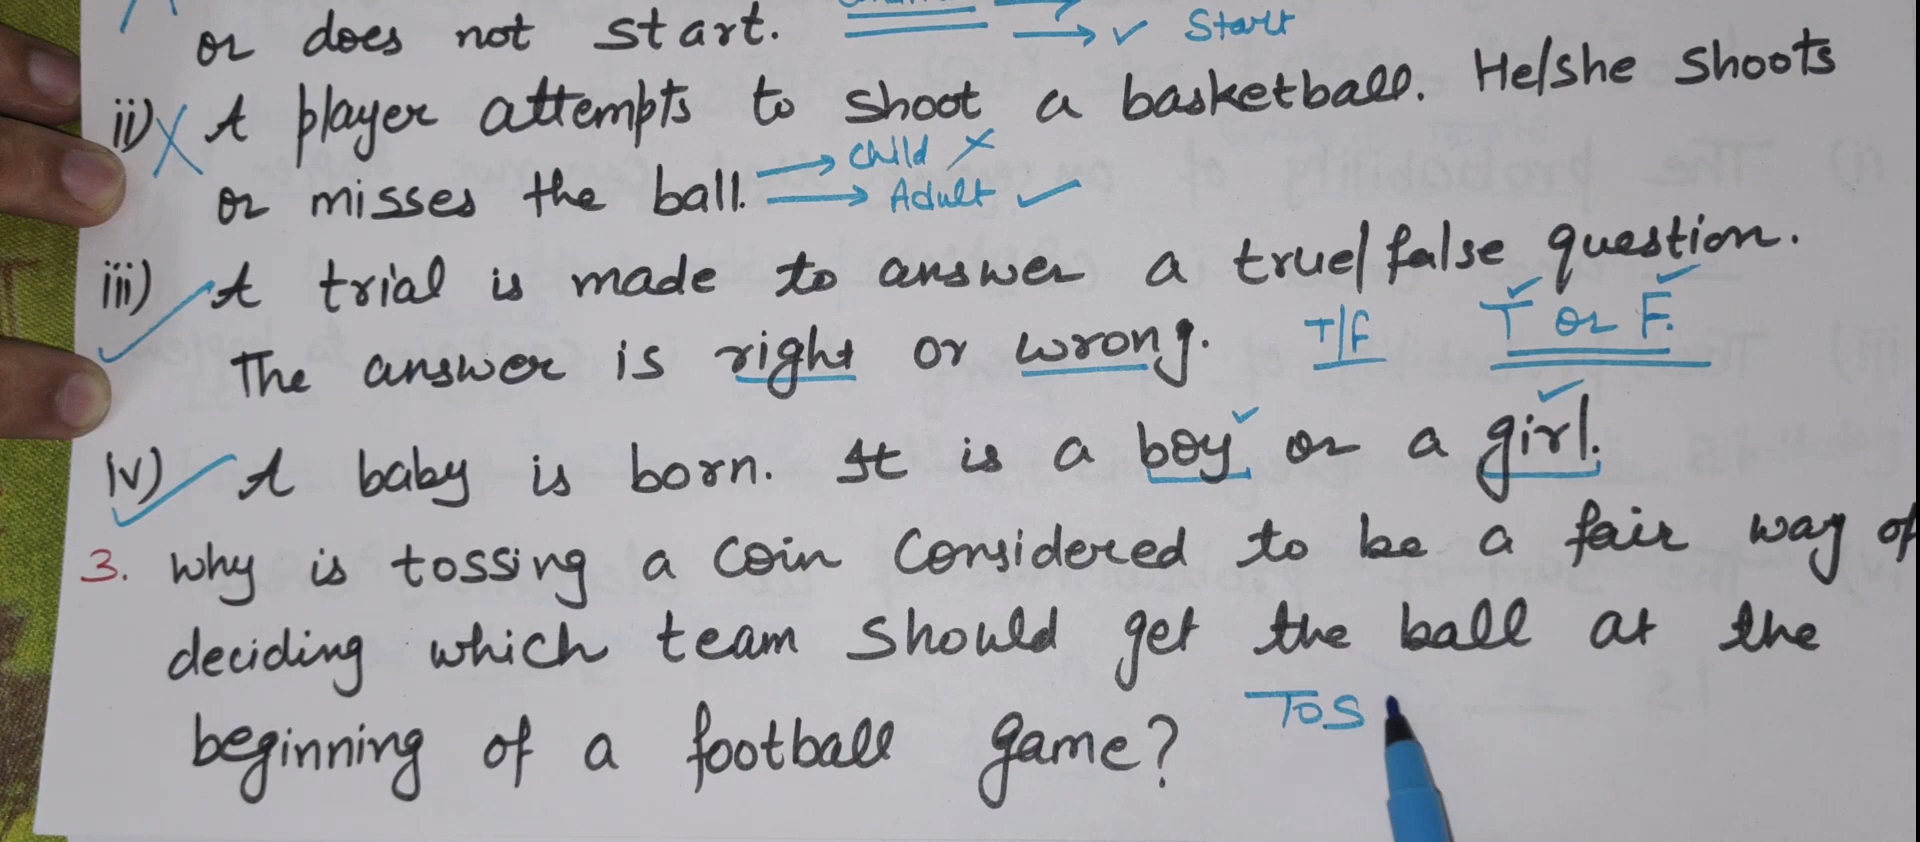 or does not start. → ✓ Start
ii) X A player attempts to shoot a basketball. He/she shoots
→ child X
or misses the ball. → Adult ✓
iii) ✓ A trial is made to answer a true/false question.
The answer is right or wrong. T/F T or F.
iv) ✓ A baby is born. It is a boy or a girl.
3. Why is tossing a coin Considered to be a fair way of
deciding which team should get the ball at the
beginning of a football game? Tos